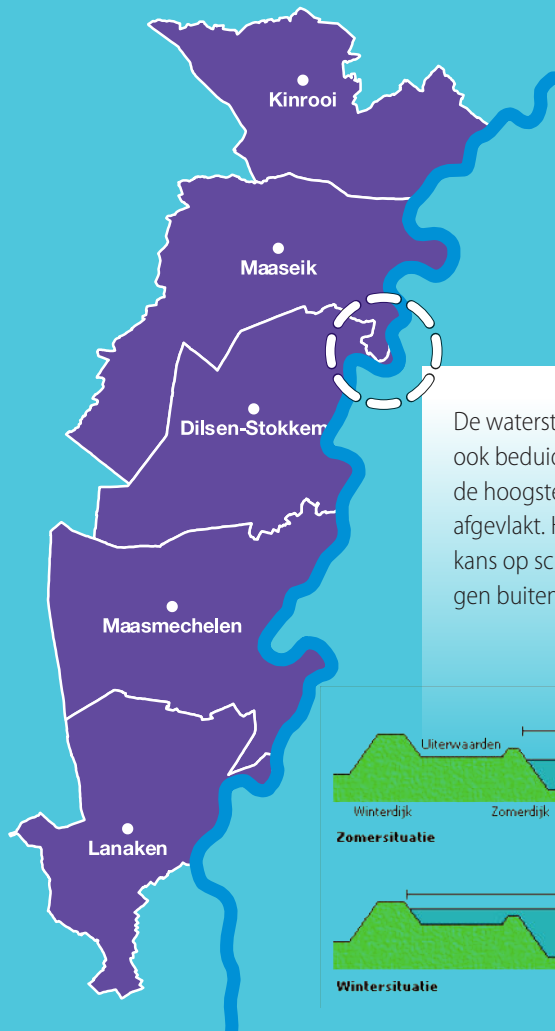 Kinrooi
Maaseik
Dilsen-Stokkem
Maasmechelen
Lanaken
De waterst
ook beduid
de hoogste
afgevlakt. H
kans op sc
gen buiten
Uiterwaarden
Winterdijk
Zomerdijk
Zomersituatie
Wintersituatie